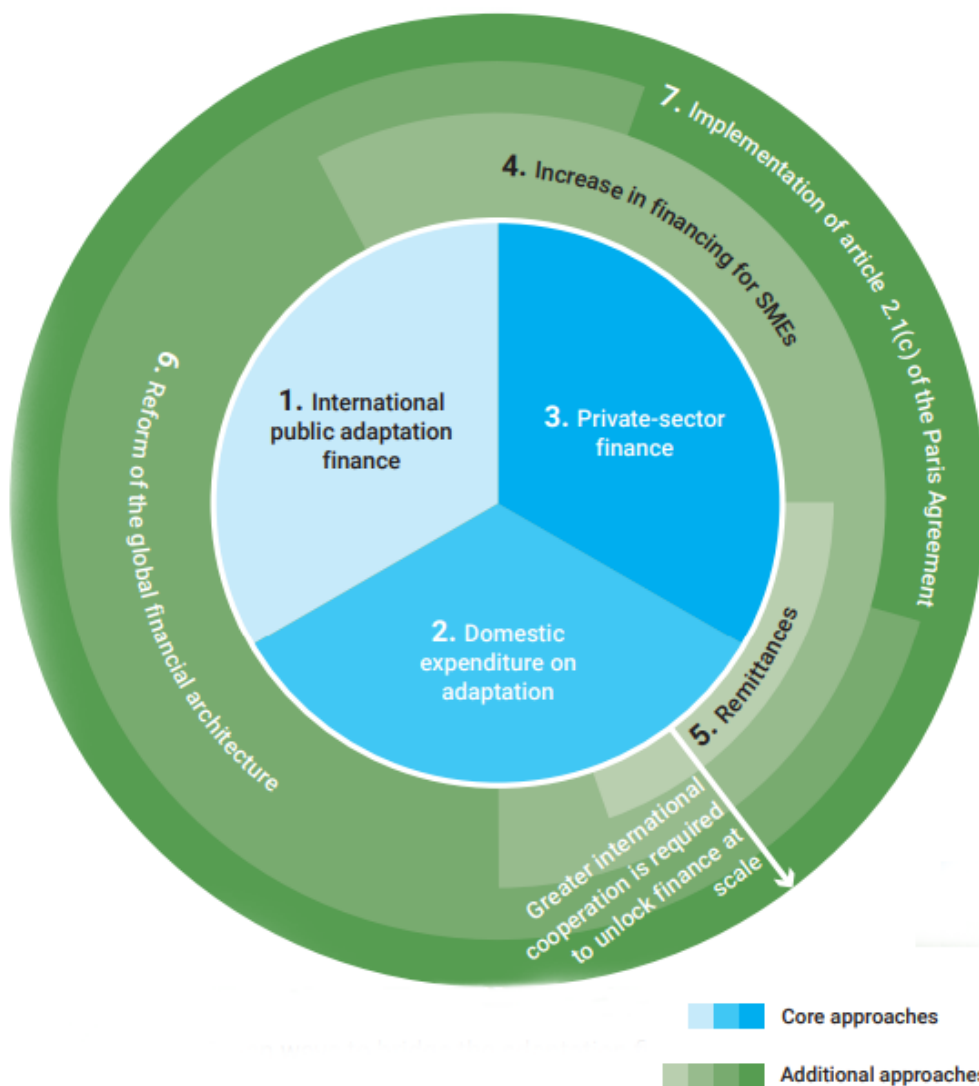 7. Implementation of article 2.1(c) of the Paris Agreement
4. Increase in financing for SMEs
1. International
public adaptation
finance
3. Private-sector
finance
6. Reform of the global financial architecture
2. Domestic
expenditure on
adaptation
5. Remittances
Greater international
cooperation is required
to unlock finance at
scale
Core approaches
Additional approaches